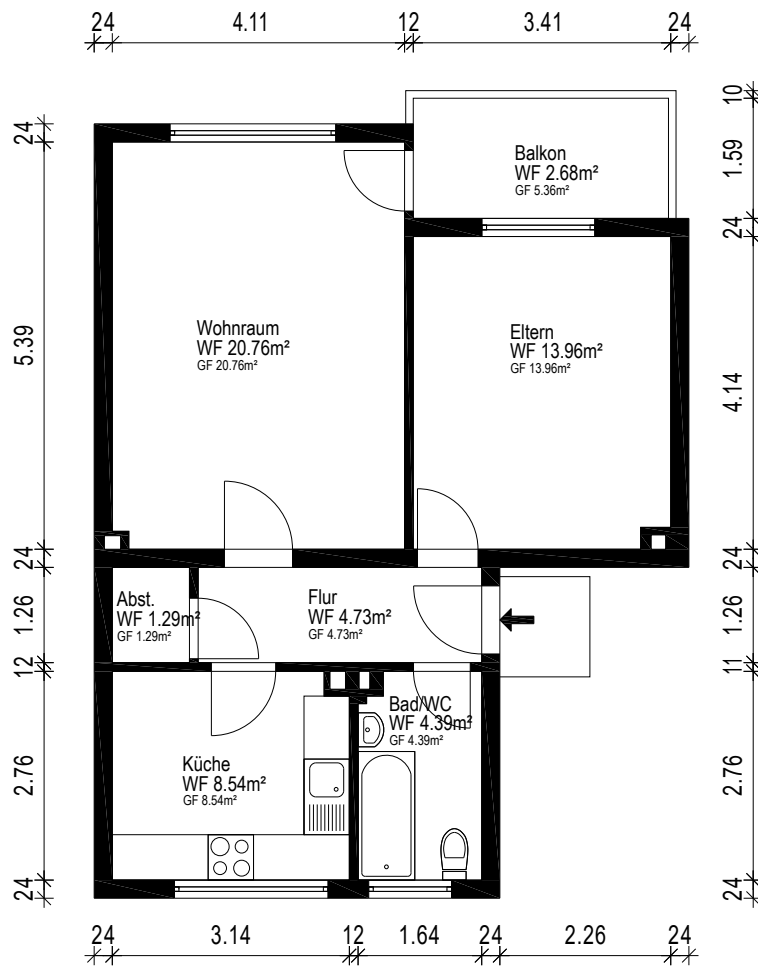 24 4.11 12 3.41 24
10
24
1.59
Balkon
WF 2.68m²
GF 5.36m²
24
5.39
Wohnraum
WF 20.76m²
GF 20.76m²
Eltern
WF 13.96m²
GF 13.96m²
4.14
24
24
1.26
Abst.
WF 1.29m²
GF 1.29m²
Flur
WF 4.73m²
GF 4.73m²
1.26
12
11
2.76
Küche
WF 8.54m²
GF 8.54m²
Bad/WC
WF 4.39m²
GF 4.39m²
2.76
24
24
24 3.14 12 1.64 24 2.26 24